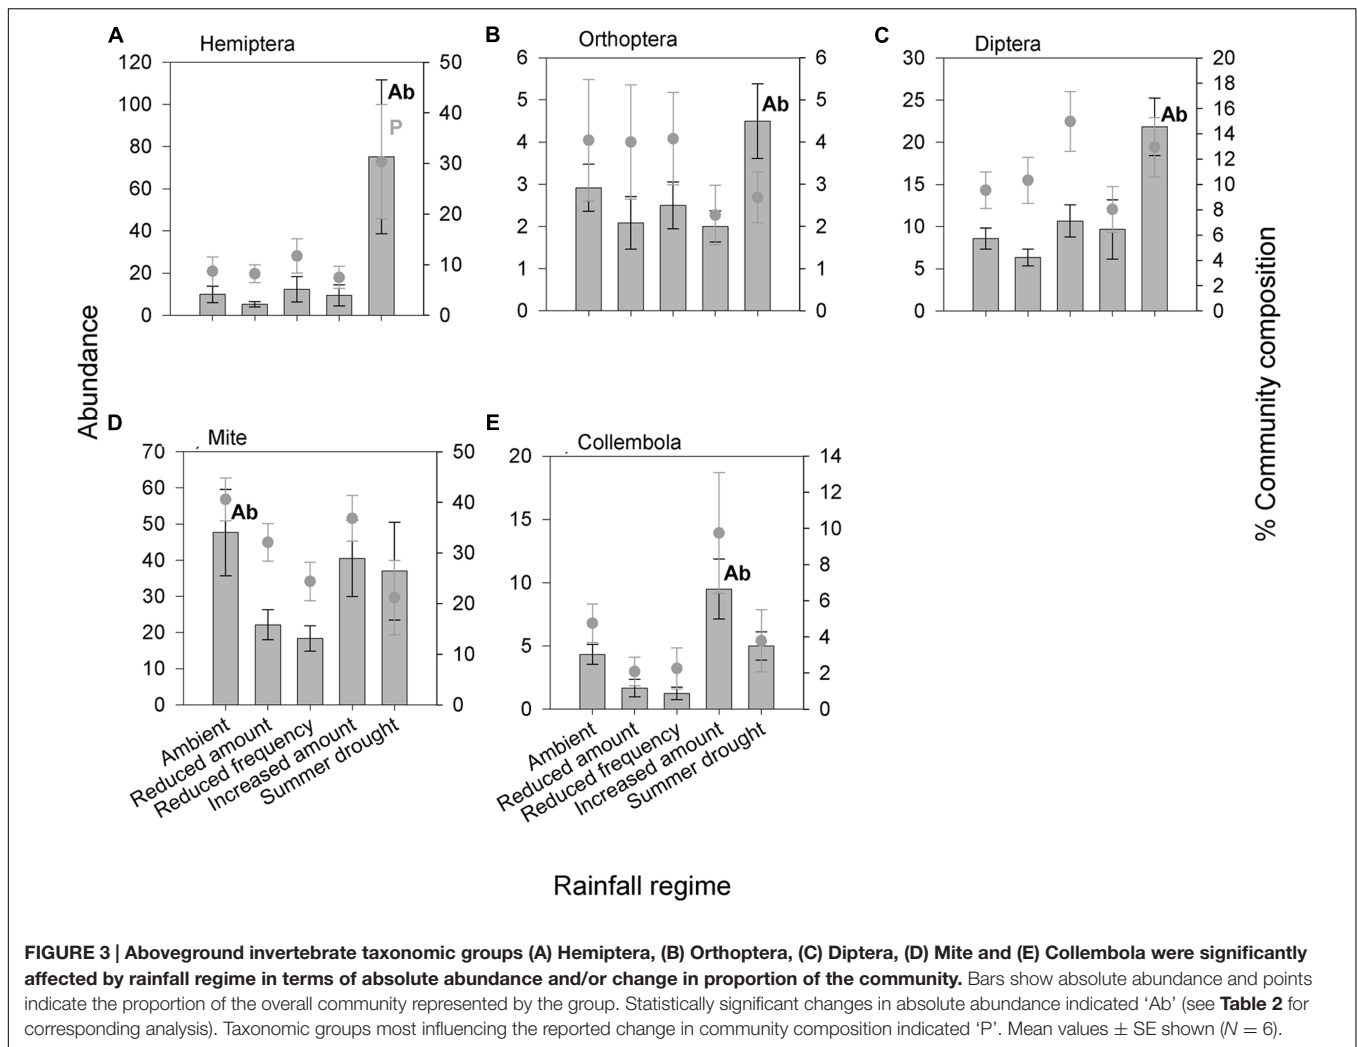 A
Hemiptera
120
100
80
60
40
20
0
50
40
30
20
10
0
Ab
P
B
Orthoptera
6
5
4
3
2
1
0
6
5
4
3
2
1
0
Ab
C
Diptera
30
25
20
15
10
5
0
20
18
16
14
12
10
8
6
4
2
0
Ab
Abundance
% Community composition
D
Mite
70
60
50
40
30
20
10
0
50
40
30
20
10
0
Ab
Ambient
Reduced amount
Reduced frequency
Increased amount
Summer drought
E
Collembola
20
15
10
5
0
14
12
10
8
6
4
2
0
Ab
Ambient
Reduced amount
Reduced frequency
Increased amount
Summer drought
Rainfall regime
FIGURE 3 | Aboveground invertebrate taxonomic groups (A) Hemiptera, (B) Orthoptera, (C) Diptera, (D) Mite and (E) Collembola were significantly
affected by rainfall regime in terms of absolute abundance and/or change in proportion of the community. Bars show absolute abundance and points
indicate the proportion of the overall community represented by the group. Statistically significant changes in absolute abundance indicated ‘Ab’ (see Table 2 for
corresponding analysis). Taxonomic groups most influencing the reported change in community composition indicated ‘P’. Mean values ± SE shown (N = 6).